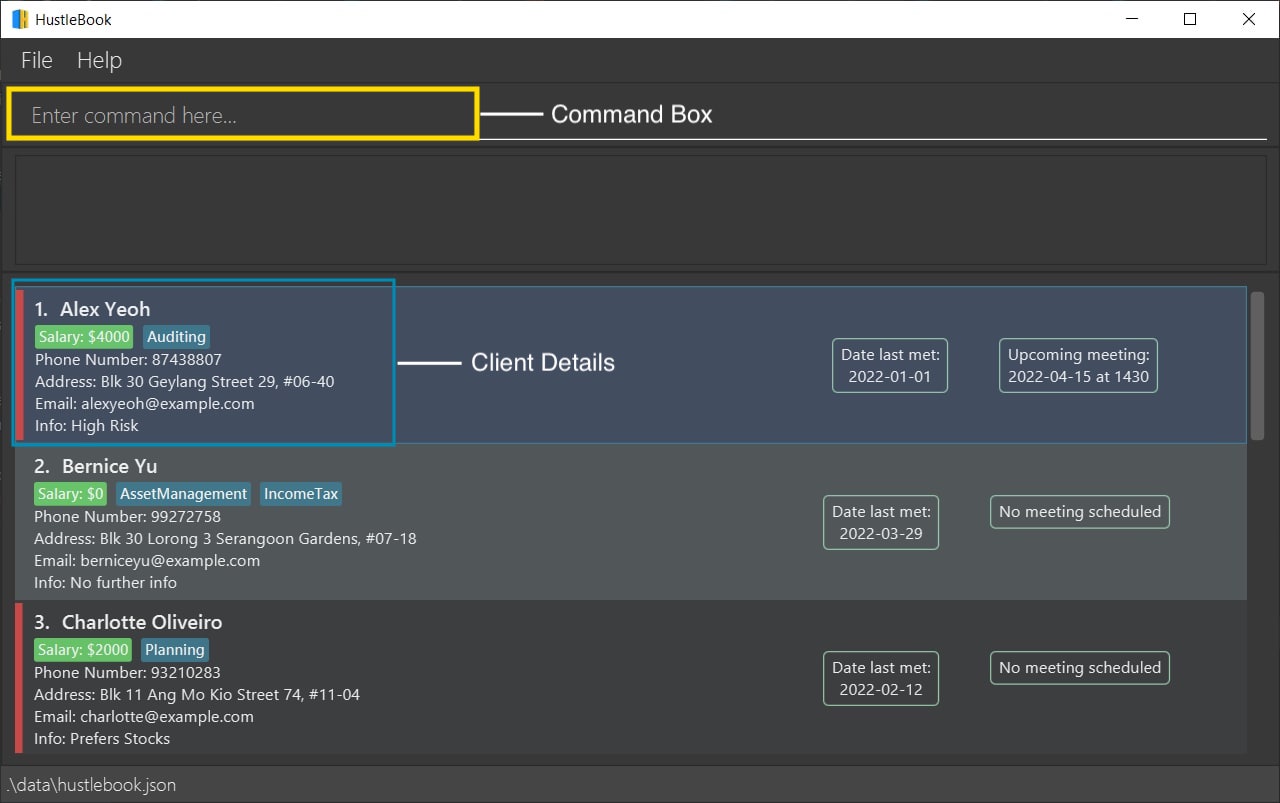 HustleBook
File Help
Enter command here...
Command Box
1. Alex Yeoh
Salary: $4000 Auditing
Phone Number: 87438807
Address: Blk 30 Geylang Street 29, #06-40
Email: alexyeoh@example.com
Info: High Risk
Client Details
Date last met:
2022-01-01
Upcoming meeting:
2022-04-15 at 1430
2. Bernice Yu
Salary: $0 AssetManagement IncomeTax
Phone Number: 99272758
Address: Blk 30 Lorong 3 Serangoon Gardens, #07-18
Email: berniceyu@example.com
Info: No further info
Date last met:
2022-03-29
No meeting scheduled
3. Charlotte Oliveiro
Salary: $2000 Planning
Phone Number: 93210283
Address: Blk 11 Ang Mo Kio Street 74, #11-04
Email: charlotte@example.com
Info: Prefers Stocks
Date last met:
2022-02-12
No meeting scheduled
.\data\hustlebook.json